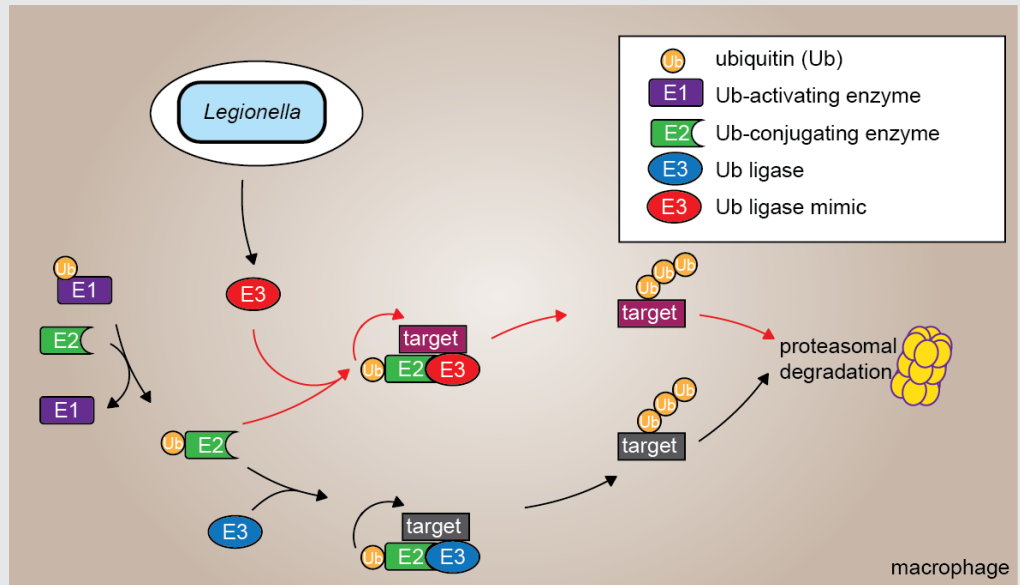 Legionella
Ub
ubiquitin (Ub)
E1
Ub-activating enzyme
E2
Ub-conjugating enzyme
E3
Ub ligase
E3
Ub ligase mimic
Ub
E1
E2
E1
E3
Ub
E2
target
Ub
E2
E3
Ub
Ub
Ub
target
proteasomal
degradation
Ub
Ub
Ub
target
E3
target
Ub
E2
E3
macrophage